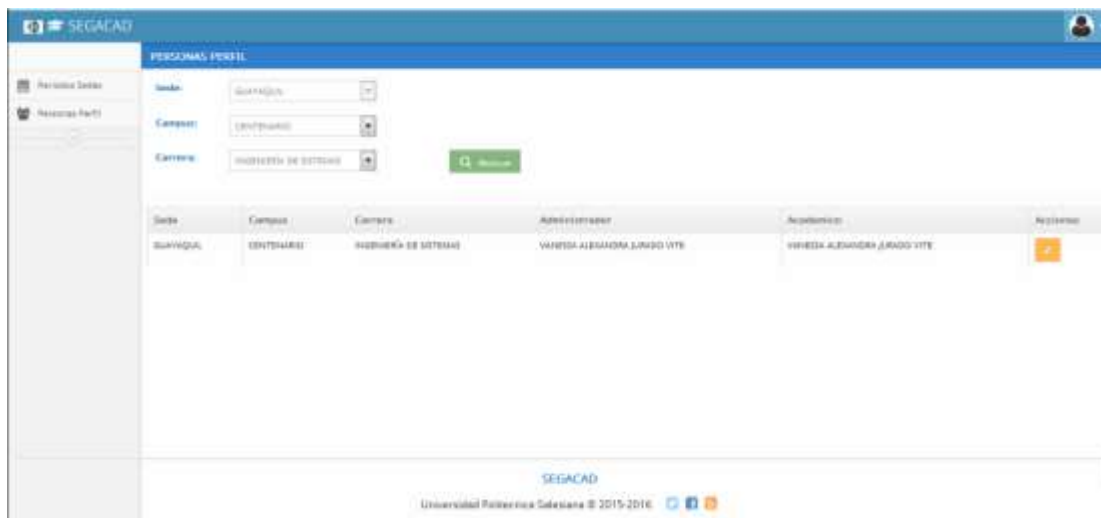 SEGACAD
PERSONAS PERFIL
Periodos Sedes
Personas Perfil
Sede: GUAYAQUIL
Campus: CENTENARIO
Carrera: INGENIERÍA DE SISTEMAS Buscar
Sede Campus Carrera Administrador Academico Acciones
GUAYAQUIL CENTENARIO INGENIERÍA DE SISTEMAS VANESSA ALEXANDRA JURADO VITE VANESSA ALEXANDRA JURADO VITE
SEGACAD
Universidad Politecnica Salesiana © 2015-2016